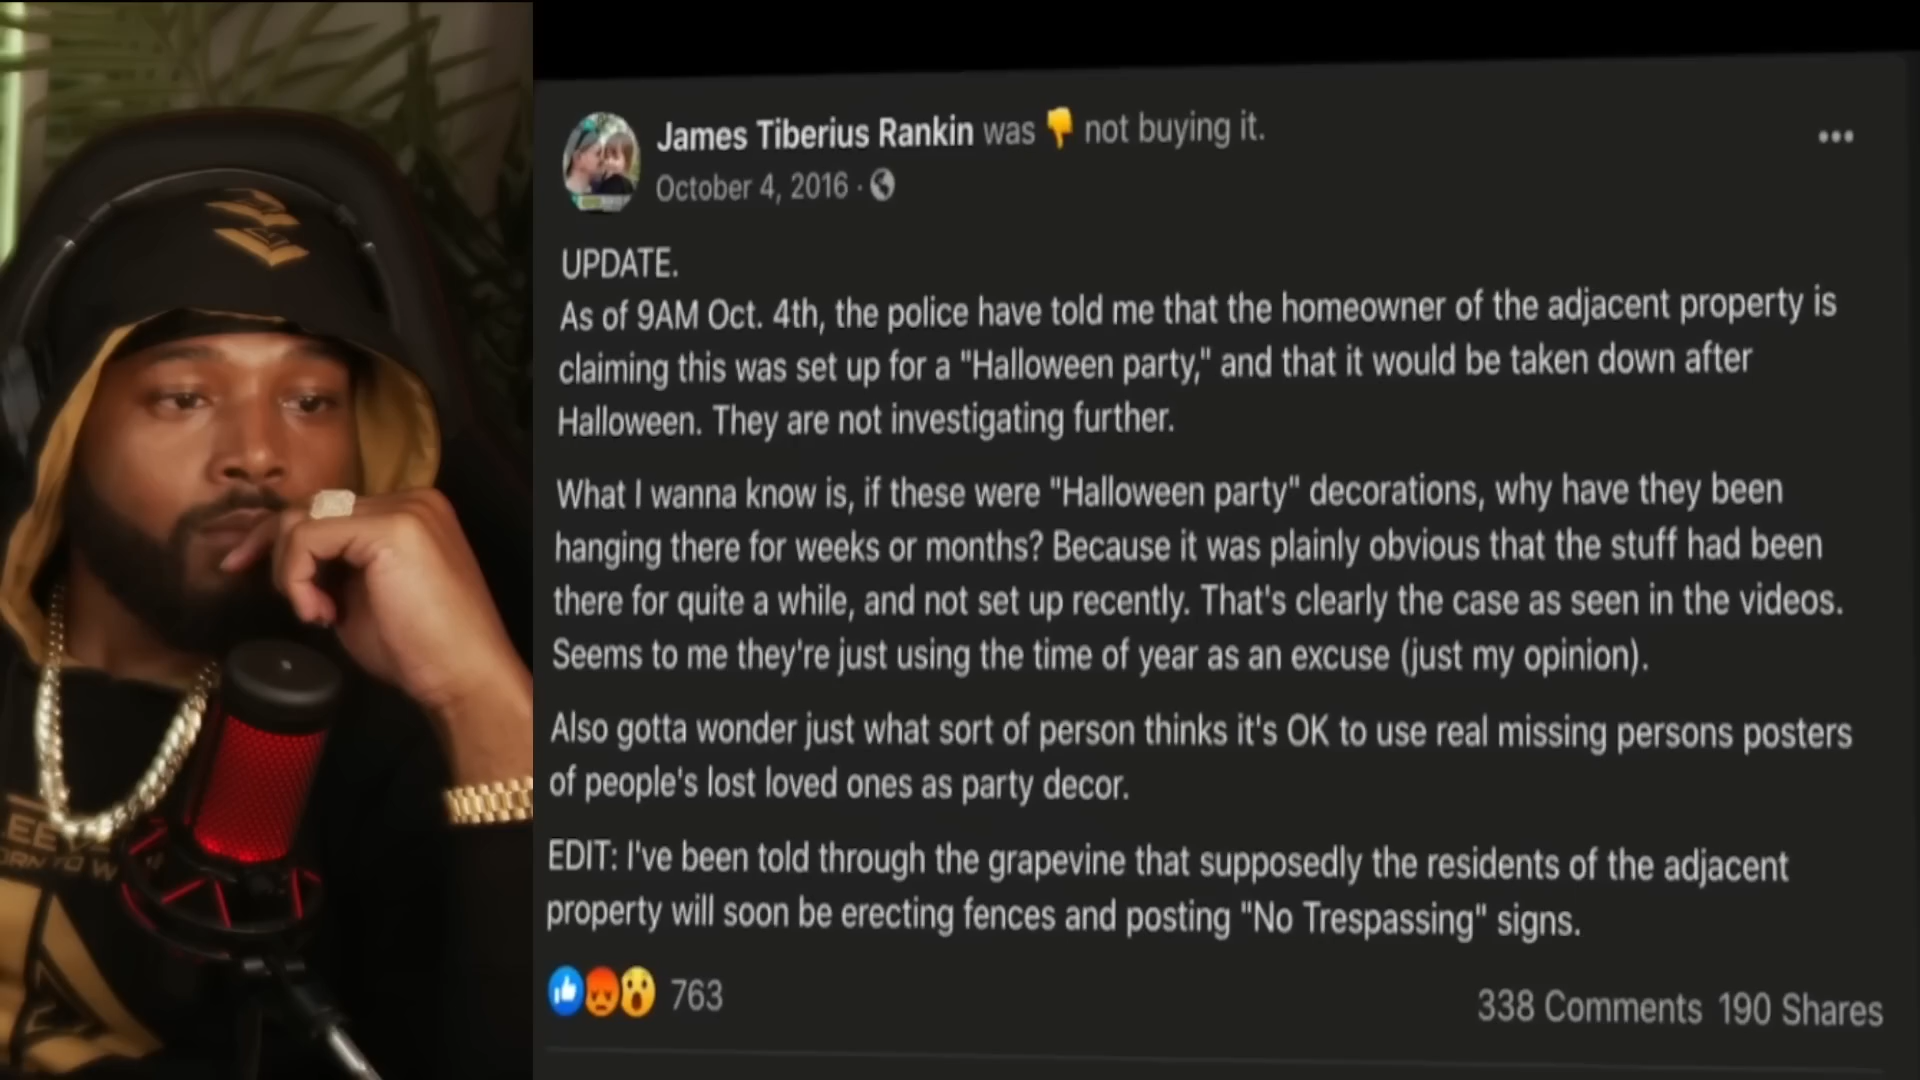 James Tiberius Rankin was 👎 not buying it.
October 4, 2016 ·
UPDATE.
As of 9AM Oct. 4th, the police have told me that the homeowner of the adjacent property is
claiming this was set up for a "Halloween party," and that it would be taken down after
Halloween. They are not investigating further.
What I wanna know is, if these were "Halloween party" decorations, why have they been
hanging there for weeks or months? Because it was plainly obvious that the stuff had been
there for quite a while, and not set up recently. That's clearly the case as seen in the videos.
Seems to me they're just using the time of year as an excuse (just my opinion).
Also gotta wonder just what sort of person thinks it's OK to use real missing persons posters
of people's lost loved ones as party decor.
EDIT: I've been told through the grapevine that supposedly the residents of the adjacent
property will soon be erecting fences and posting "No Trespassing" signs.
763
338 Comments 190 Shares